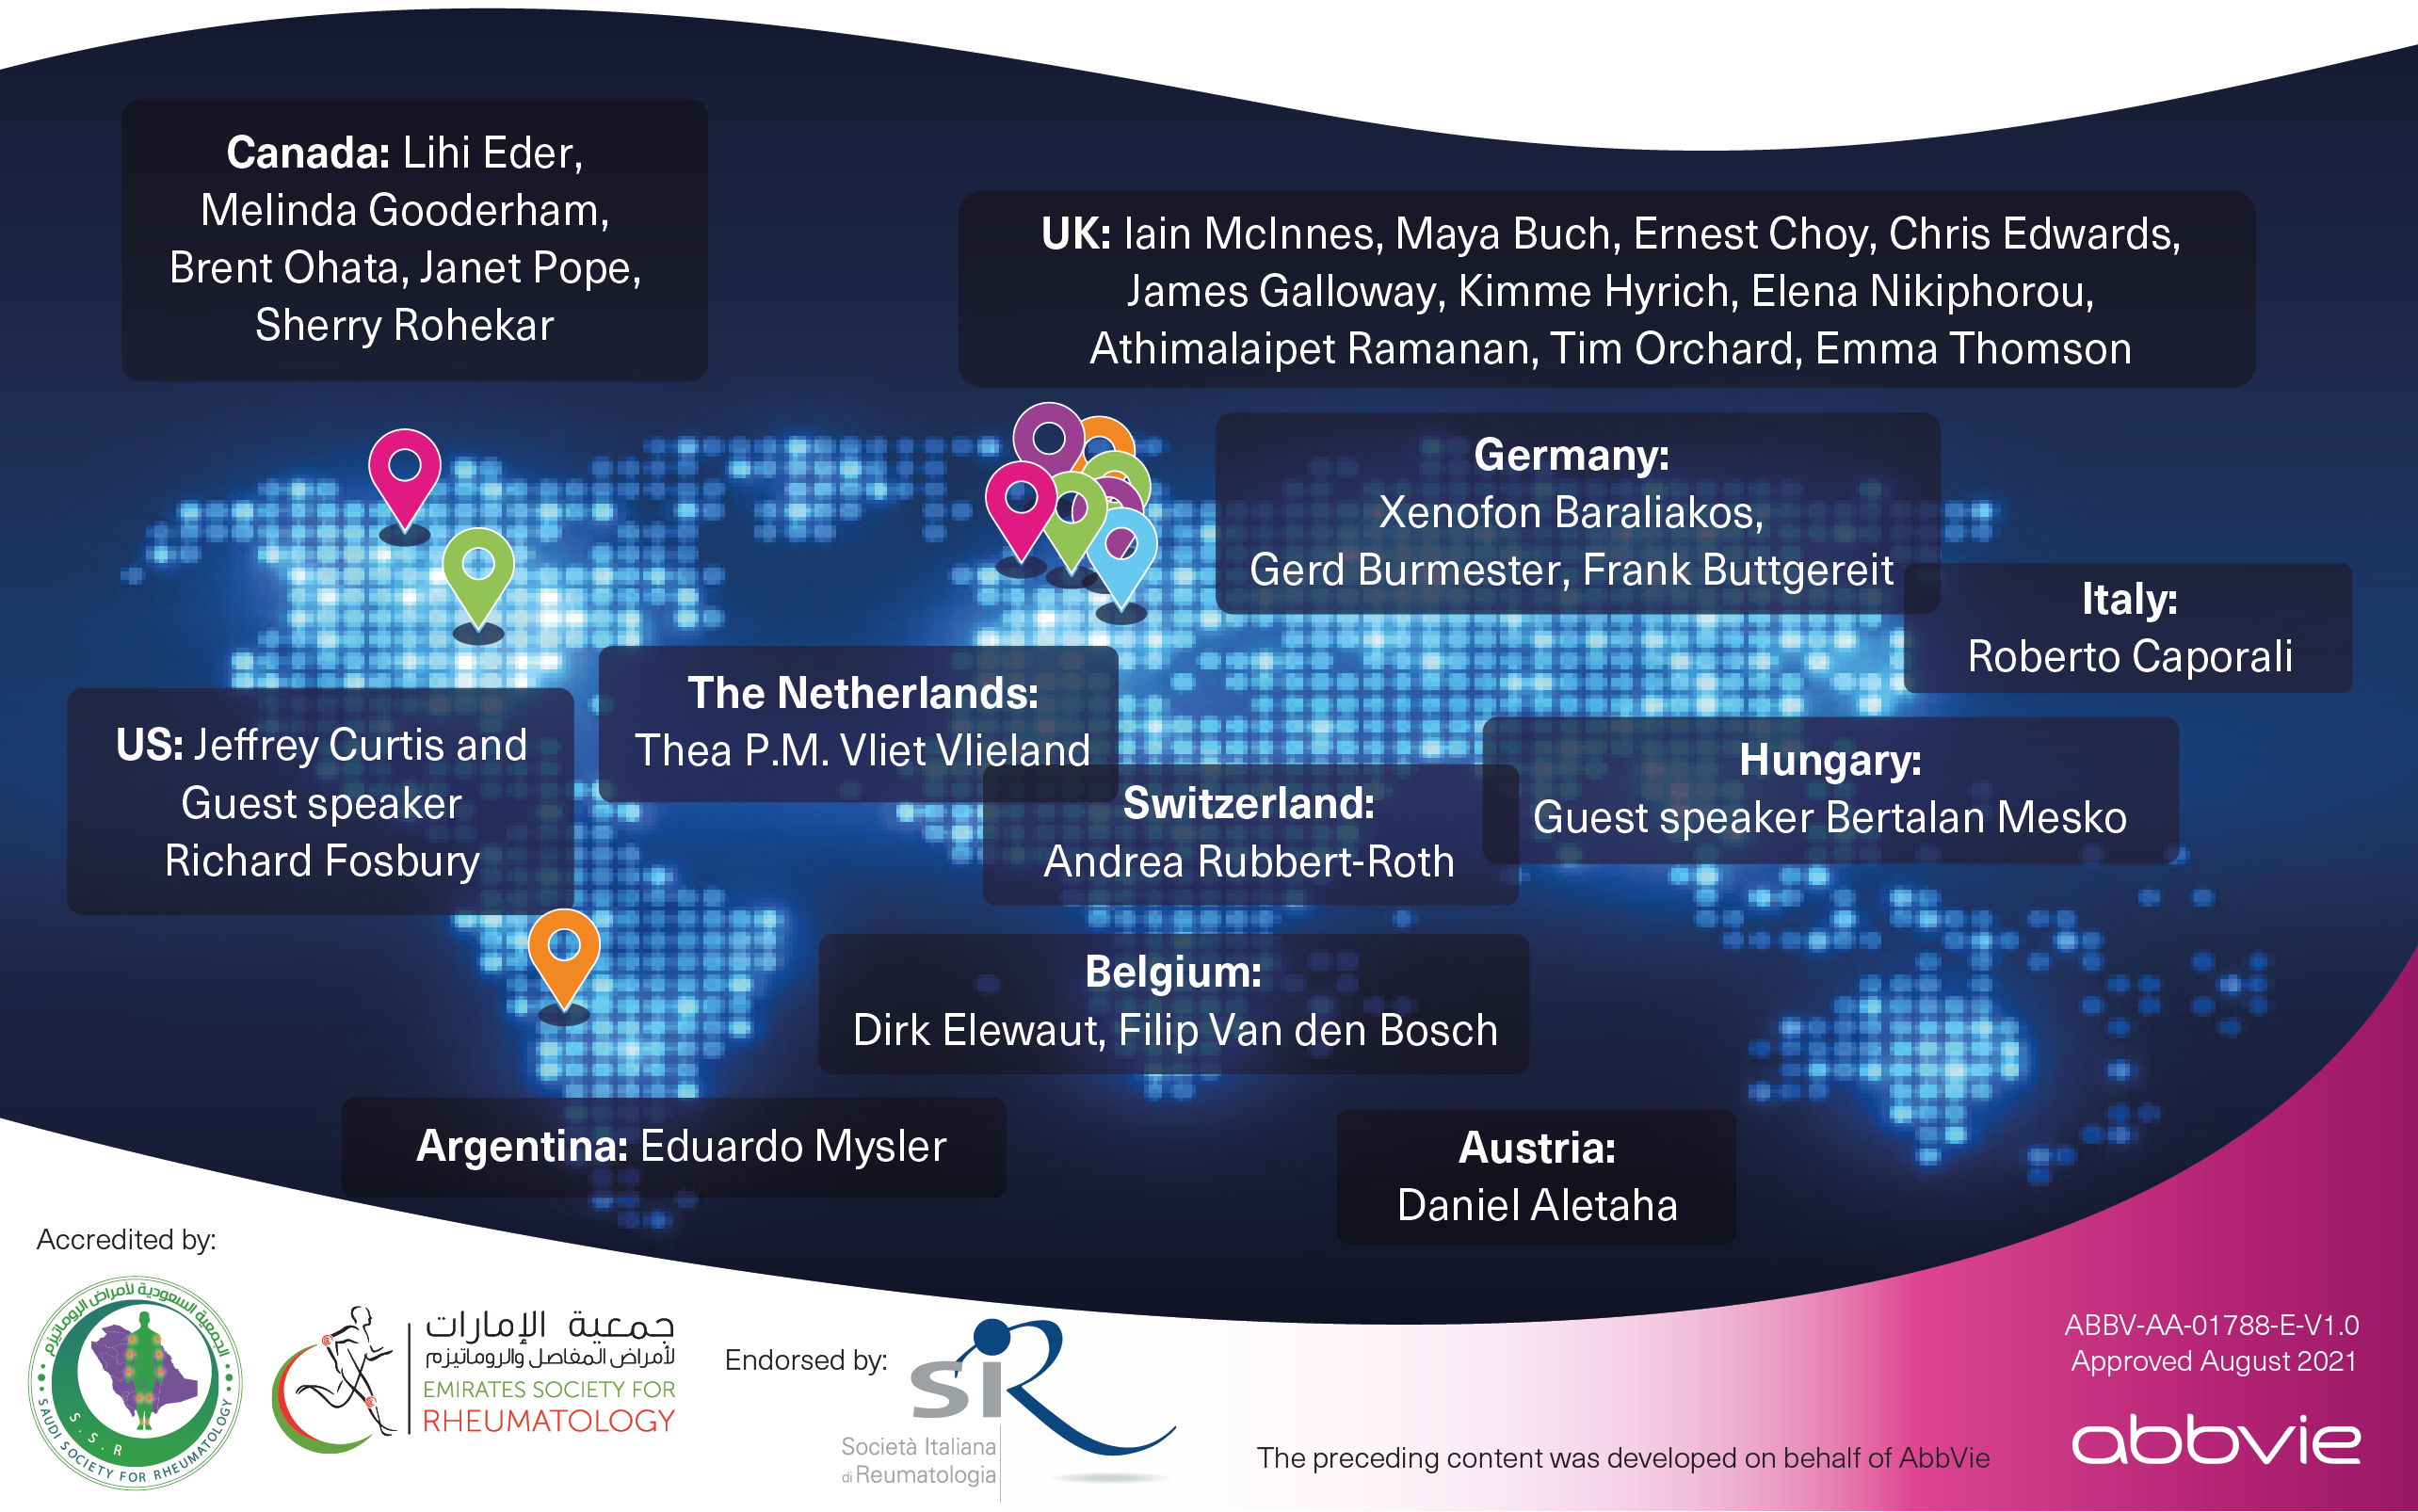 Canada: Lihi Eder,
Melinda Gooderham,
Brent Ohata, Janet Pope,
Sherry Rohekar
UK: Iain McInnes, Maya Buch, Ernest Choy, Chris Edwards,
James Galloway, Kimme Hyrich, Elena Nikiphorou,
Athimalaipet Ramanan, Tim Orchard, Emma Thomson
Germany:
Xenofon Baraliakos,
Gerd Burmester, Frank Buttgereit
Italy:
Roberto Caporali
The Netherlands:
Thea P.M. Vliet Vlieland
US: Jeffrey Curtis and
Guest speaker
Richard Fosbury
Switzerland:
Andrea Rubbert-Roth
Hungary:
Guest speaker Bertalan Mesko
Belgium:
Dirk Elewaut, Filip Van den Bosch
Argentina: Eduardo Mysler
Austria:
Daniel Aletaha
Accredited by:
الجمعية السعودية لأمراض الروماتيزم
S . S . R
SAUDI SOCIETY FOR RHEUMATOLOGY
جمعية الإمارات
لأمراض المفاصل والروماتيزم
EMIRATES SOCIETY FOR
RHEUMATOLOGY
Endorsed by:
SiR
Società Italiana
di Reumatologia
The preceding content was developed on behalf of AbbVie
ABBV-AA-01788-E-V1.0
Approved August 2021
abbvie